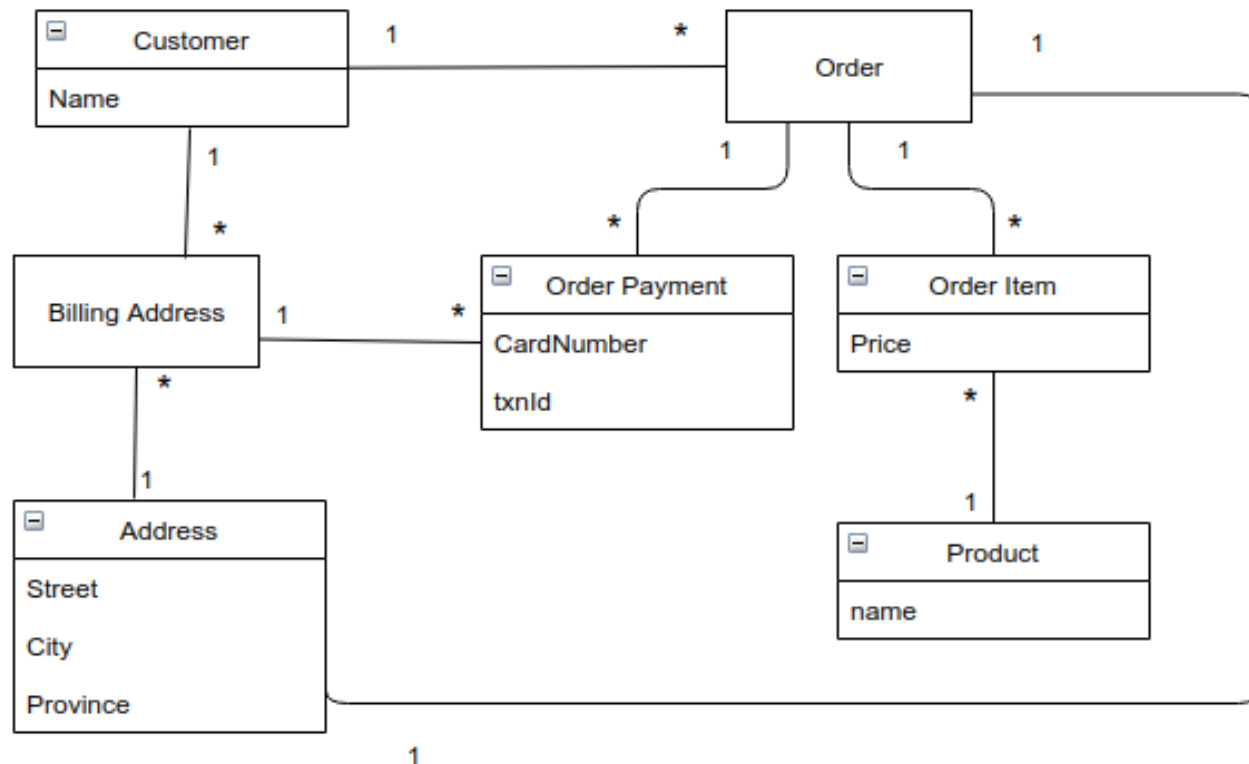 Customer
Name
1
*
Order
1
1
*
1
*
1
*
Billing Address
1
*
Order Payment
CardNumber
txnId
Order Item
Price
*
1
*
1
Address
Street
City
Province
Product
name
1